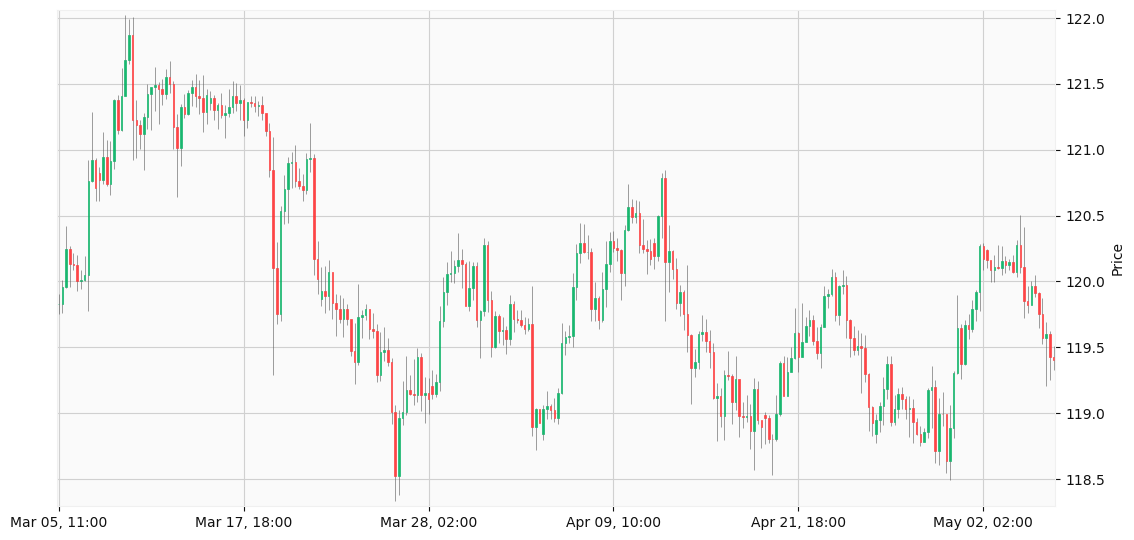 122.0
121.5
121.0
120.5
120.0
119.5
119.0
118.5
Price
Mar 05, 11:00
Mar 17, 18:00
Mar 28, 02:00
Apr 09, 10:00
Apr 21, 18:00
May 02, 02:00